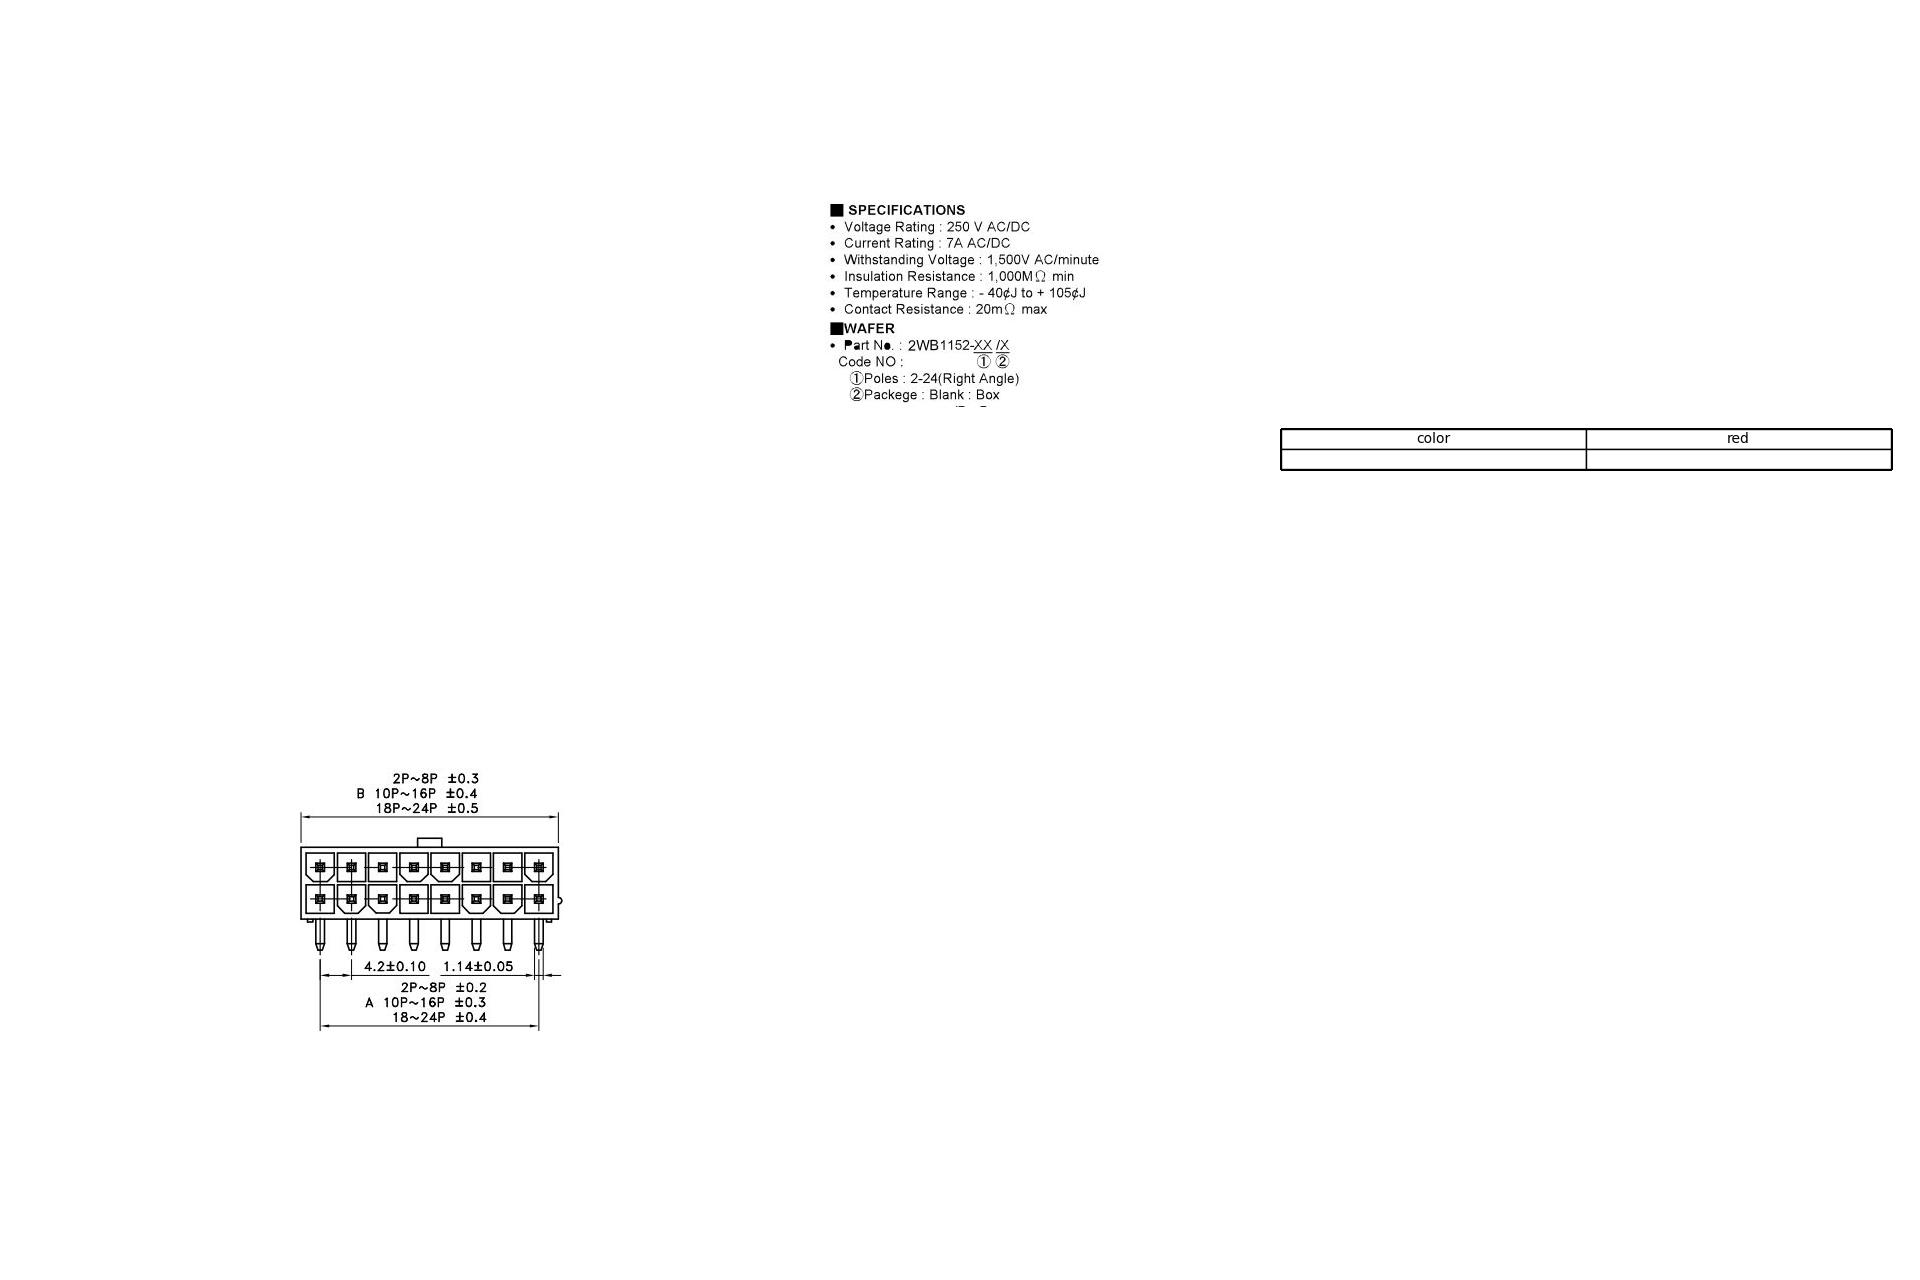 ■ SPECIFICATIONS
• Voltage Rating : 250 V AC/DC
• Current Rating : 7A AC/DC
• Withstanding Voltage : 1,500V AC/minute
• Insulation Resistance : 1,000MΩ min
• Temperature Range : - 40¢J to + 105¢J
• Contact Resistance : 20mΩ max
■WAFER
• Part No. : 2WB1152-XX /X
Code NO : ① ②
①Poles : 2-24(Right Angle)
②Packege : Blank : Box
color red
2P~8P ±0.3
B 10P~16P ±0.4
18P~24P ±0.5
4.2±0.10 1.14±0.05
2P~8P ±0.2
A 10P~16P ±0.3
18~24P ±0.4